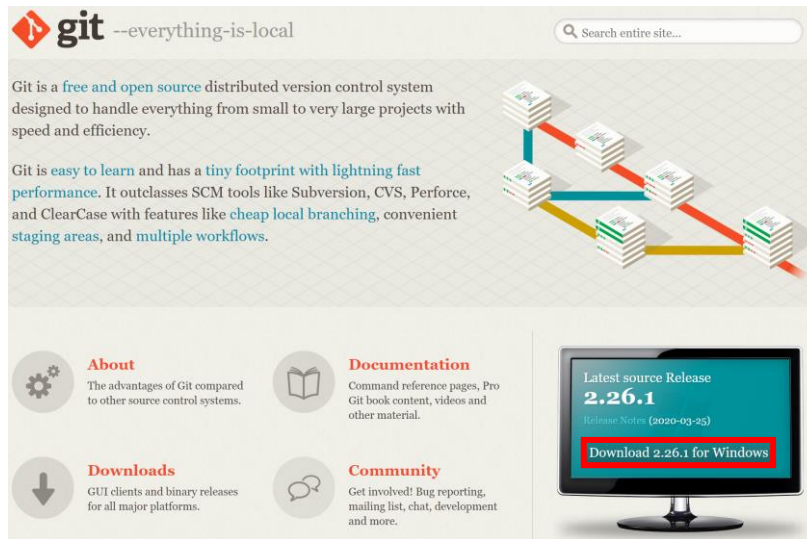 git --everything-is-local
Search entire site...
Git is a free and open source distributed version control system
designed to handle everything from small to very large projects with
speed and efficiency.
Git is easy to learn and has a tiny footprint with lightning fast
performance. It outclasses SCM tools like Subversion, CVS, Perforce,
and ClearCase with features like cheap local branching, convenient
staging areas, and multiple workflows.
About
The advantages of Git compared
to other source control systems.
Documentation
Command reference pages, Pro
Git book content, videos and
other material.
Downloads
GUI clients and binary releases
for all major platforms.
Community
Get involved! Bug reporting,
mailing list, chat, development
and more.
Latest source Release
2.26.1
Release Notes (2020-03-25)
Download 2.26.1 for Windows